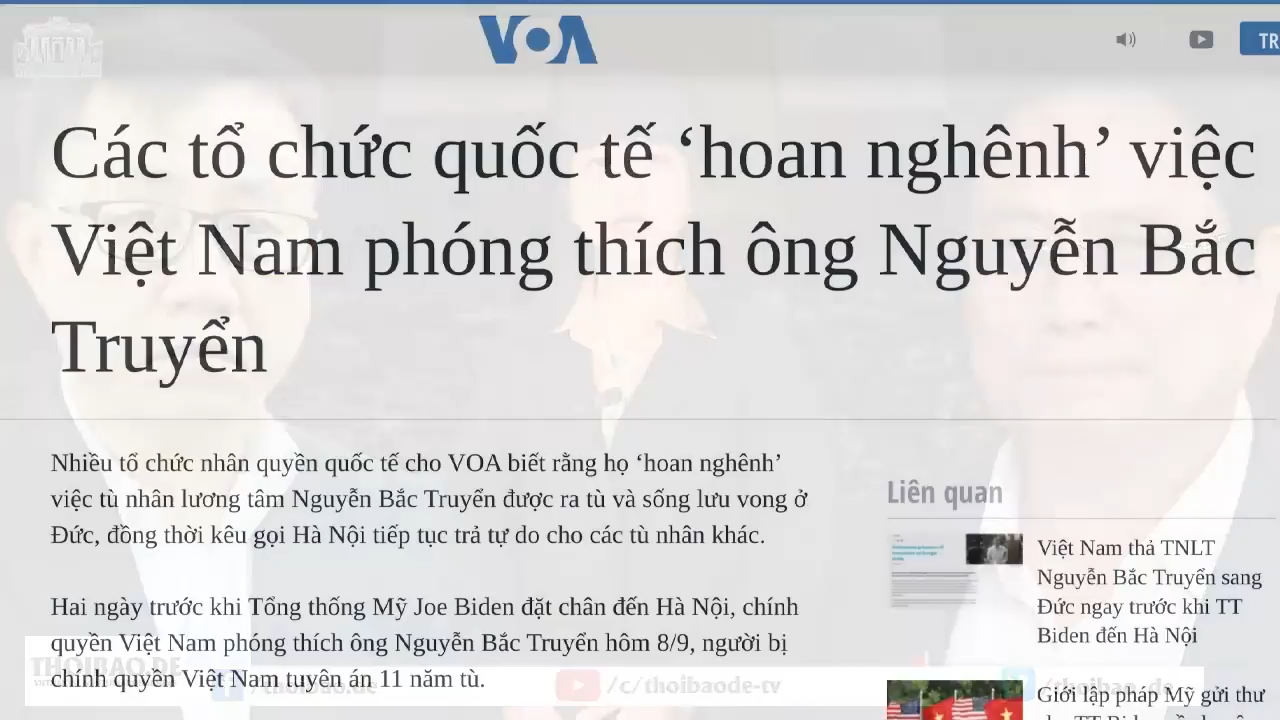 VOA
TR
Các tổ chức quốc tế ‘hoan nghênh’ việc
Việt Nam phóng thích ông Nguyễn Bắc
Truyển
Nhiều tổ chức nhân quyền quốc tế cho VOA biết rằng họ ‘hoan nghênh’
việc tù nhân lương tâm Nguyễn Bắc Truyển được ra tù và sống lưu vong ở
Đức, đồng thời kêu gọi Hà Nội tiếp tục trả tự do cho các tù nhân khác.
Hai ngày trước khi Tổng thống Mỹ Joe Biden đặt chân đến Hà Nội, chính
quyền Việt Nam phóng thích ông Nguyễn Bắc Truyển hôm 8/9, người bị
chính quyền Việt Nam tuyên án 11 năm tù.
Liên quan
Việt Nam thả TNLT
Nguyễn Bắc Truyển sang
Đức ngay trước khi TT
Biden đến Hà Nội
Giới lập pháp Mỹ gửi thư
THOIBAO.DE
/thoibao.de
/c/thoibaode-tv
/thoibao_de